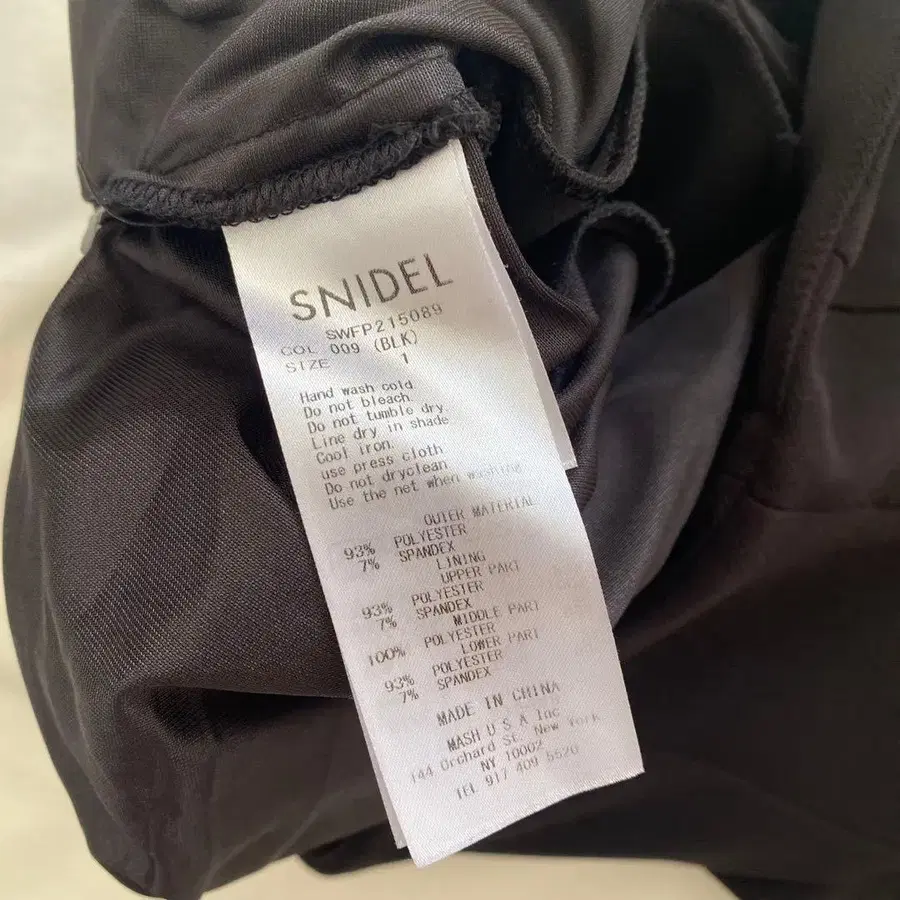 SNIDEL
SWFP215089
COL 009 (BLK)
SIZE 1
Hand wash cold
Do not bleach
Do not tumble dry
Line dry in shade
Cool iron.
use press cloth
Do not dryclean
Use the net when washing
OUTER MATERIAL
93% POLYESTER
7% SPANDEX
LINING
UPPER PART
93% POLYESTER
7% SPANDEX
MIDDLE PART
100% POLYESTER
LOWER PART
93% POLYESTER
7% SPANDEX
MADE IN CHINA
MASH U S A Inc
144 Orchard St. New York
NY 10002
TEL 917 409 5520